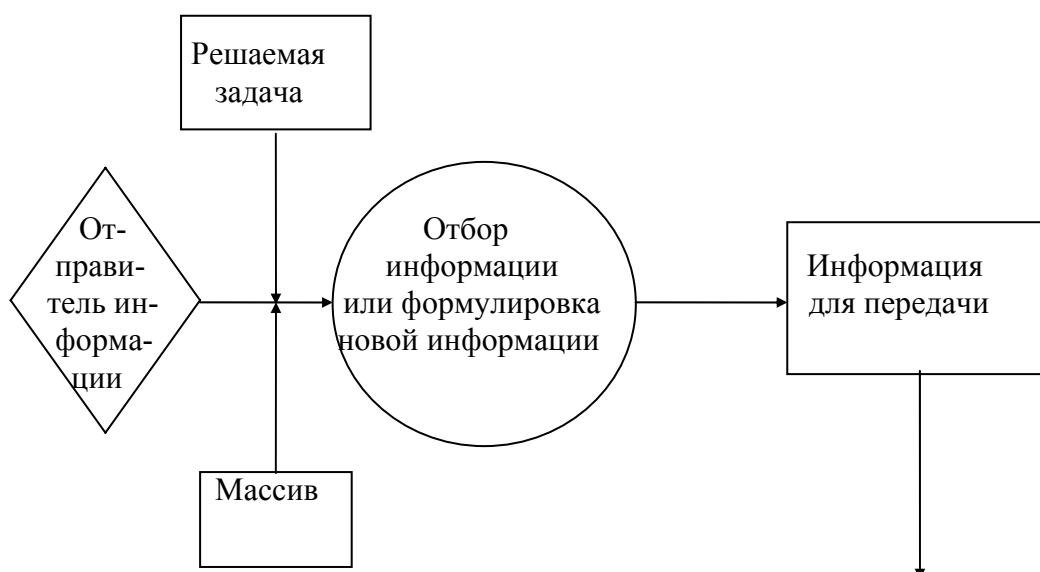 Решаемая
задача
От-
прави-
тель ин-
форма-
ции
Отбор
информации
или формулировка
новой информации
Информация
для передачи
Массив